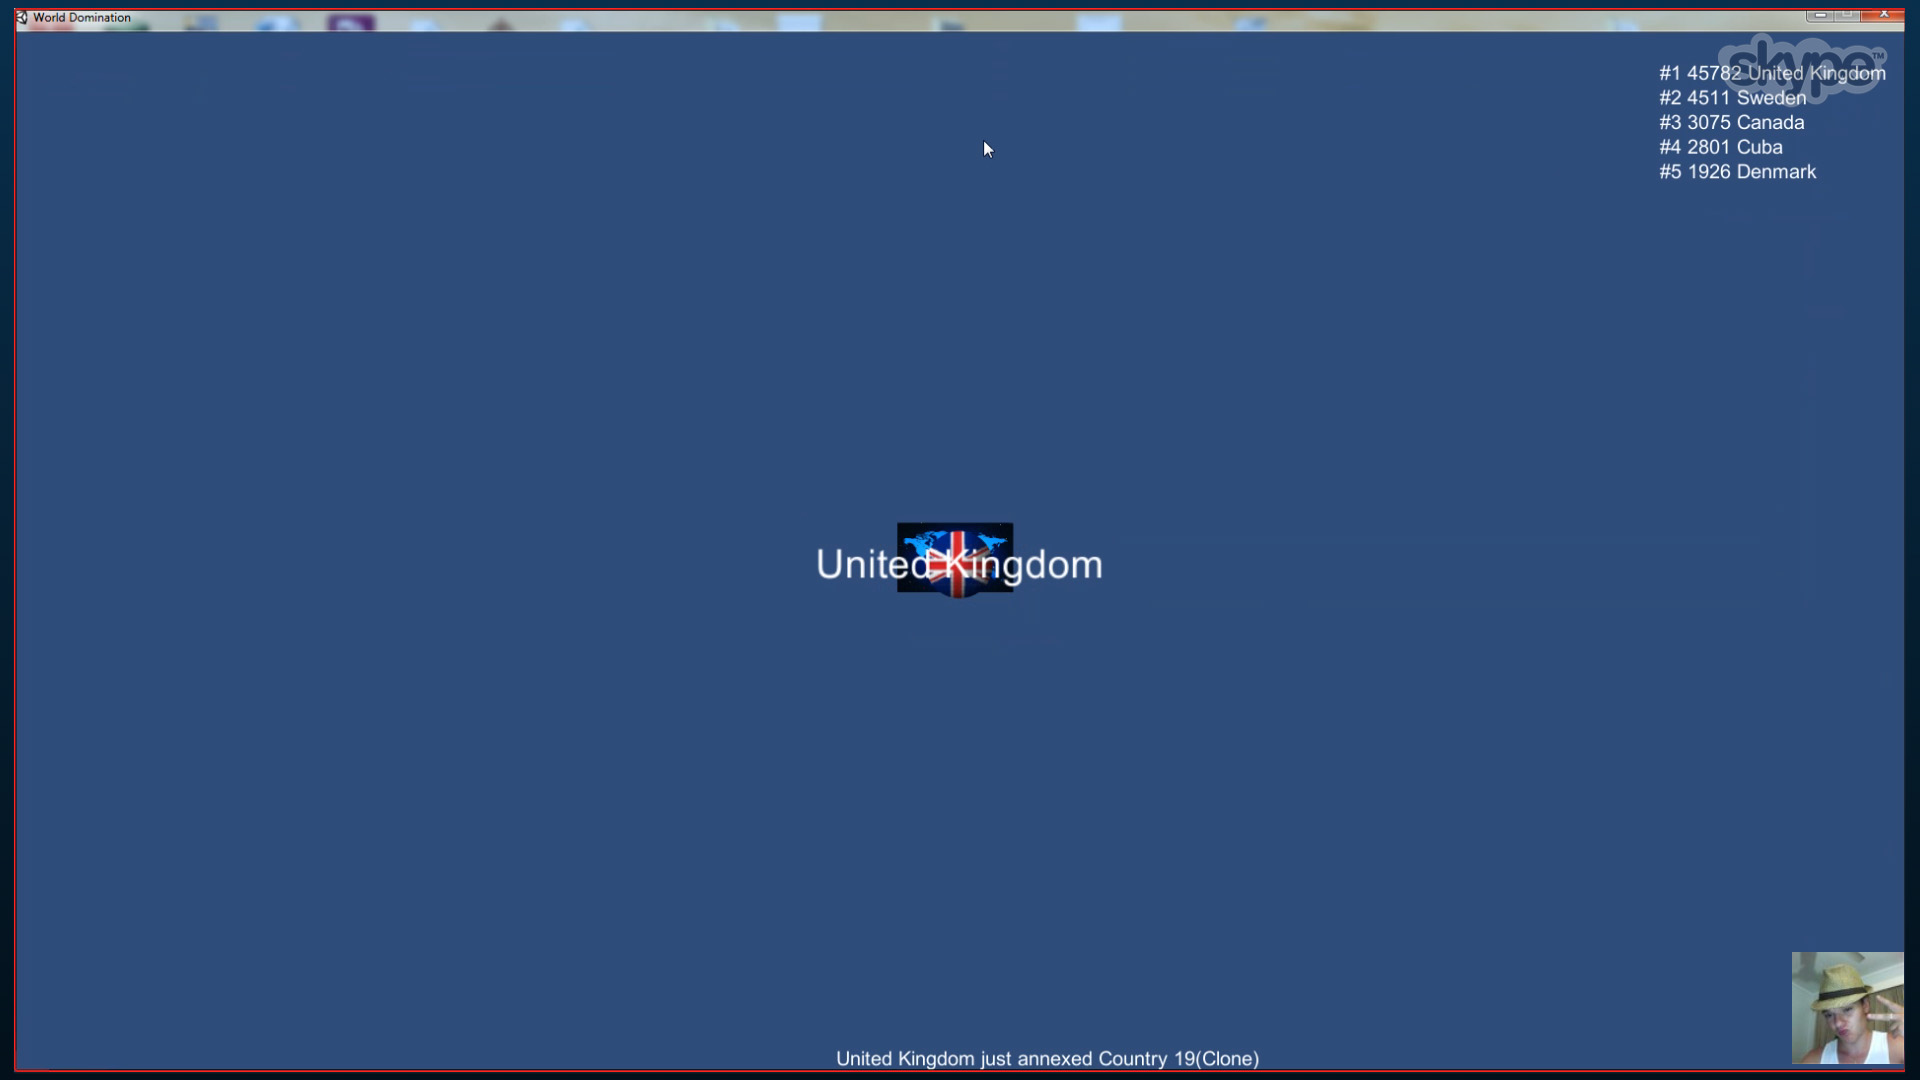 World Domination
skype™
#1 45782 United Kingdom
#2 4511 Sweden
#3 3075 Canada
#4 2801 Cuba
#5 1926 Denmark
United Kingdom
United Kingdom just annexed Country 19(Clone)